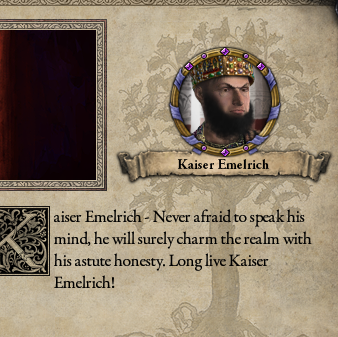 Kaiser Emelrich
Kaiser Emelrich - Never afraid to speak his
mind, he will surely charm the realm with
his astute honesty. Long live Kaiser
Emelrich!